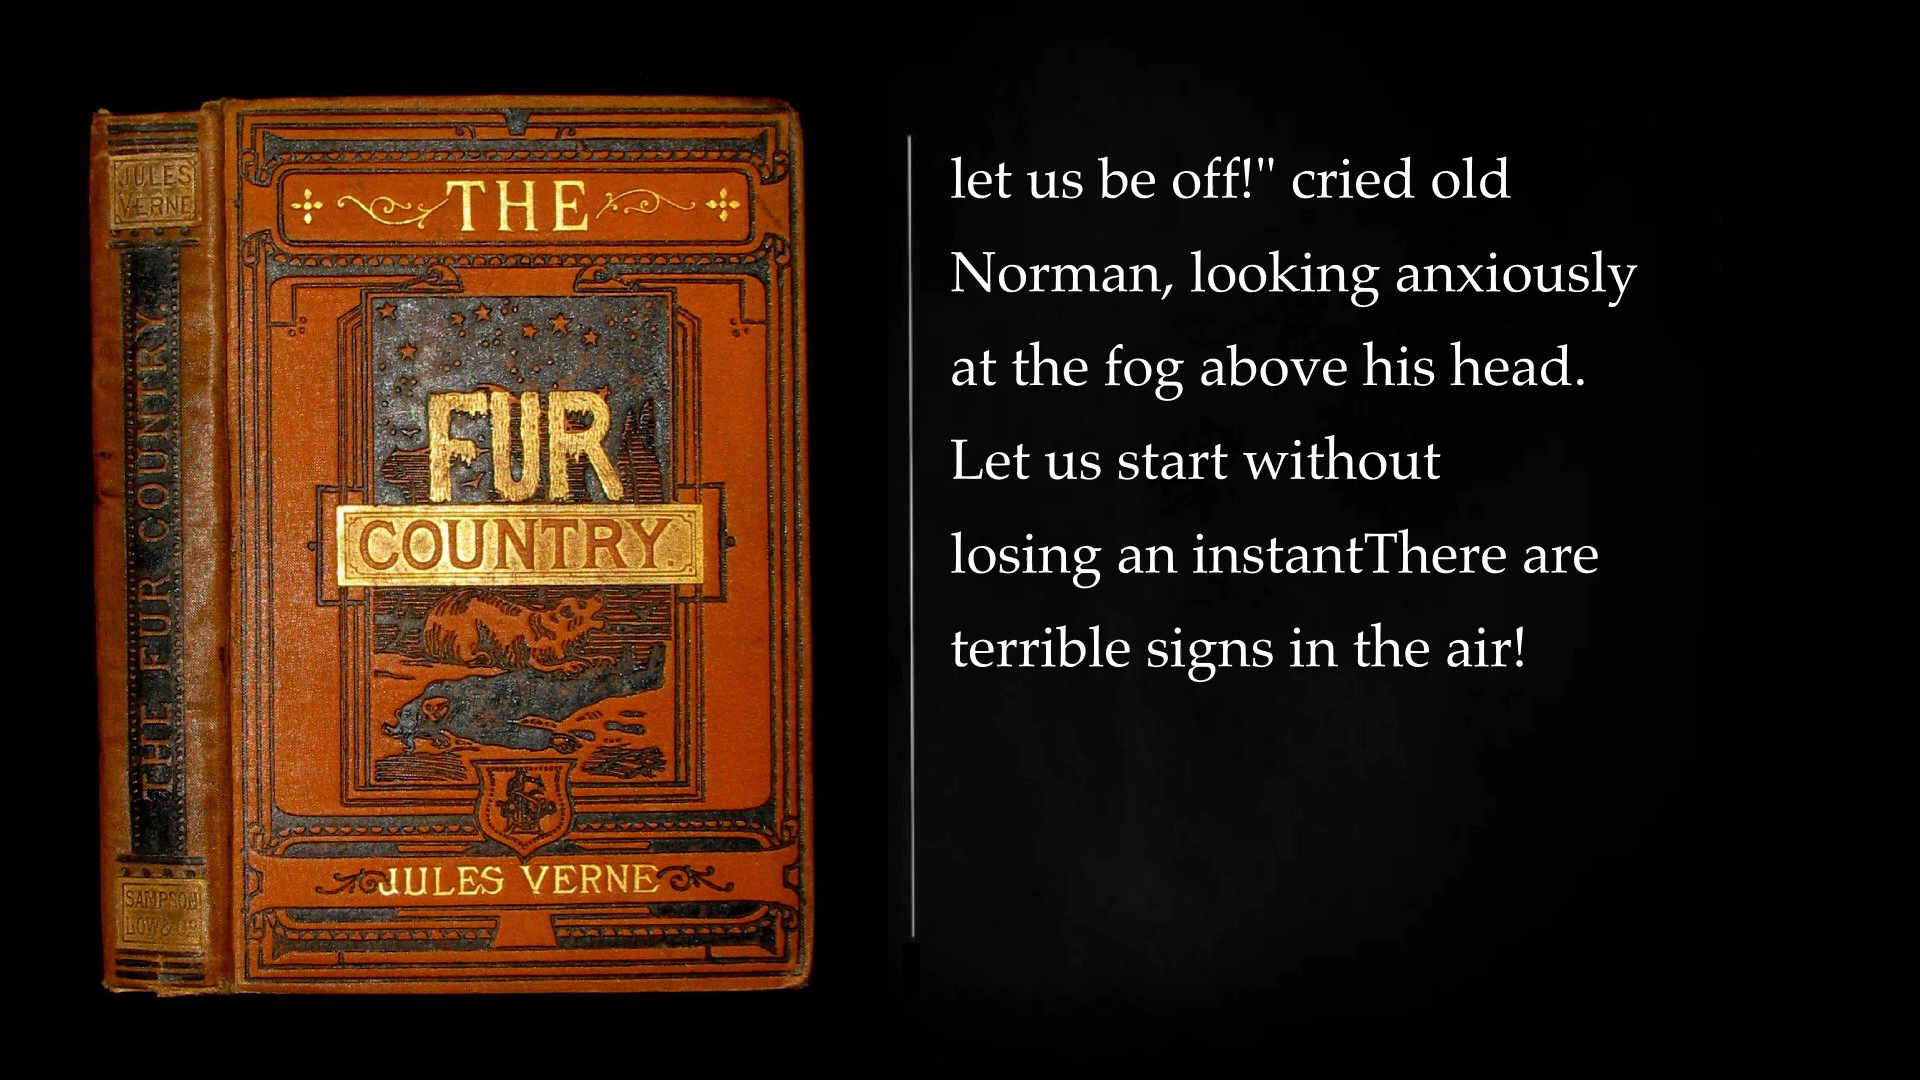 JULES
VERNE
THE FUR COUNTRY.
SAMPSON
LOW & Co
THE
FUR
COUNTRY.
JULES VERNE
let us be off!" cried old
Norman, looking anxiously
at the fog above his head.
Let us start without
losing an instantThere are
terrible signs in the air!